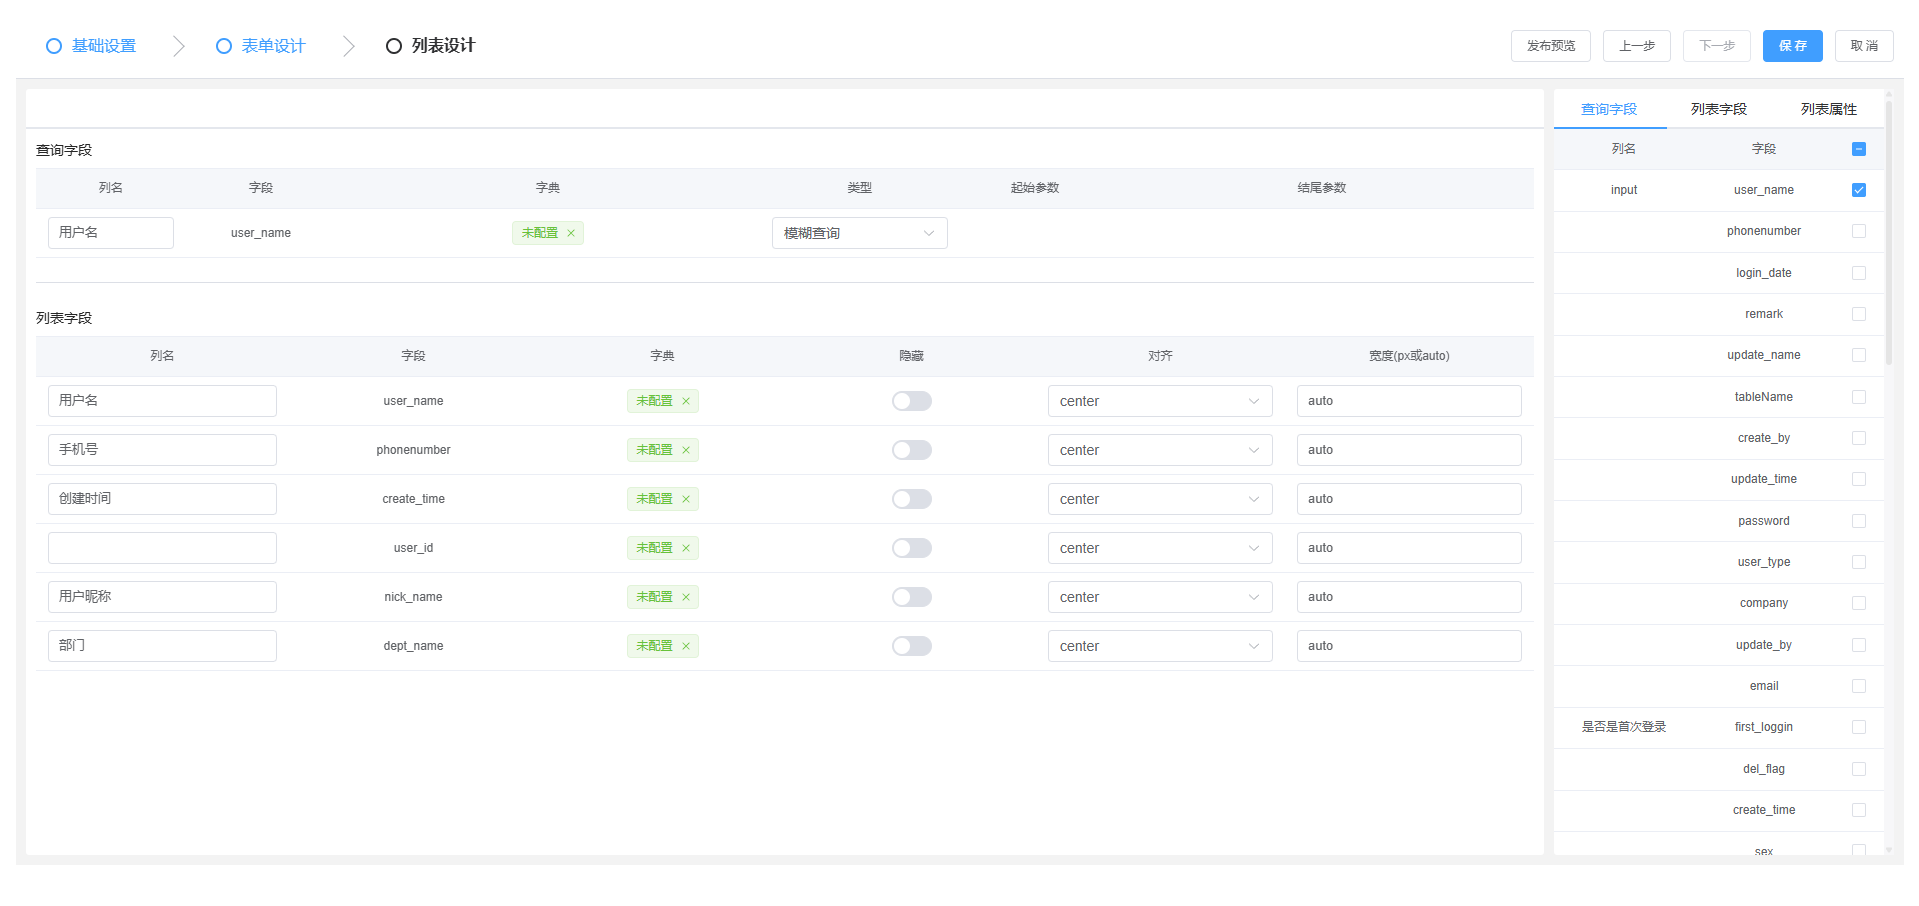 基础设置 表单设计 列表设计 发布预览 上一步 下一步 保存 取消
查询字段 列表字段 列表属性
查询字段
列名 字段 字典 类型 起始参数 结尾参数
用户名 user_name 未配置 模糊查询
列表字段
列名 字段 字典 隐藏 对齐 宽度(px或auto)
用户名 user_name 未配置 center auto
手机号 phonenumber 未配置 center auto
创建时间 create_time 未配置 center auto
user_id 未配置 center auto
用户昵称 nick_name 未配置 center auto
部门 dept_name 未配置 center auto
列名 字段
input user_name
phonenumber
login_date
remark
update_name
tableName
create_by
update_time
password
user_type
company
update_by
email
是否是首次登录 first_loggin
del_flag
create_time
sex